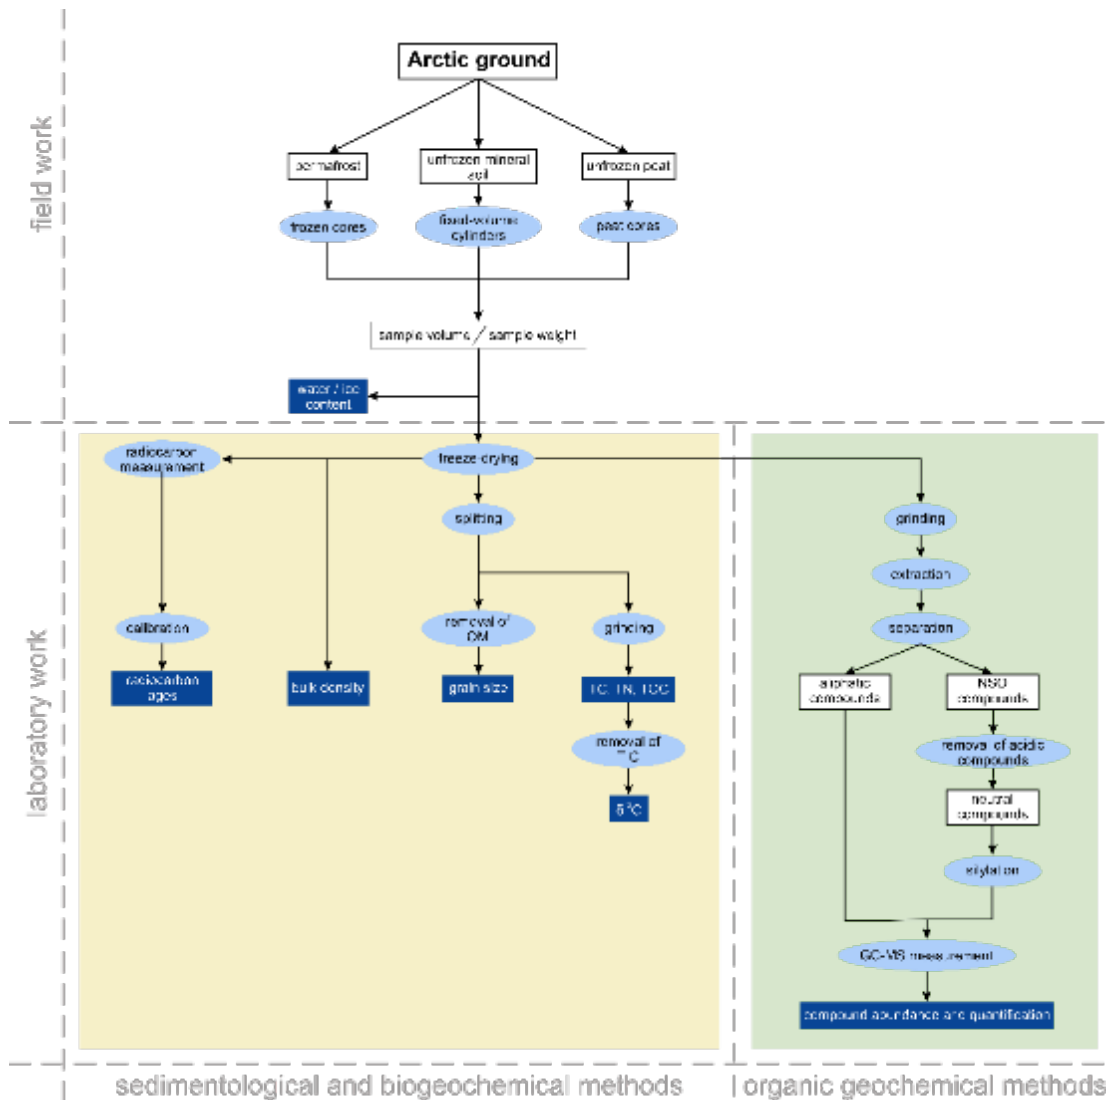 Arctic ground
field work
permafrost
unfrozen mineral
soil
unfrozen peat
frozen cores
fixed-volume
cylinders
peat cores
sample volume / sample weight
water / ice
content
radiocarbon
measurement
freeze-drying
splitting
grinding
extraction
calibration
removal of
OM
grinding
separation
radiocarbon
ages
bulk density
grain size
TC, TN, TOC
aliphatic
compounds
NSO
compounds
removal of
TIC
removal of acidic
compounds
laboratory work
neutral
compounds
silylation
GC-MS measurement
compound abundance and quantification
sedimentological and biogeochemical methods
organic geochemical methods